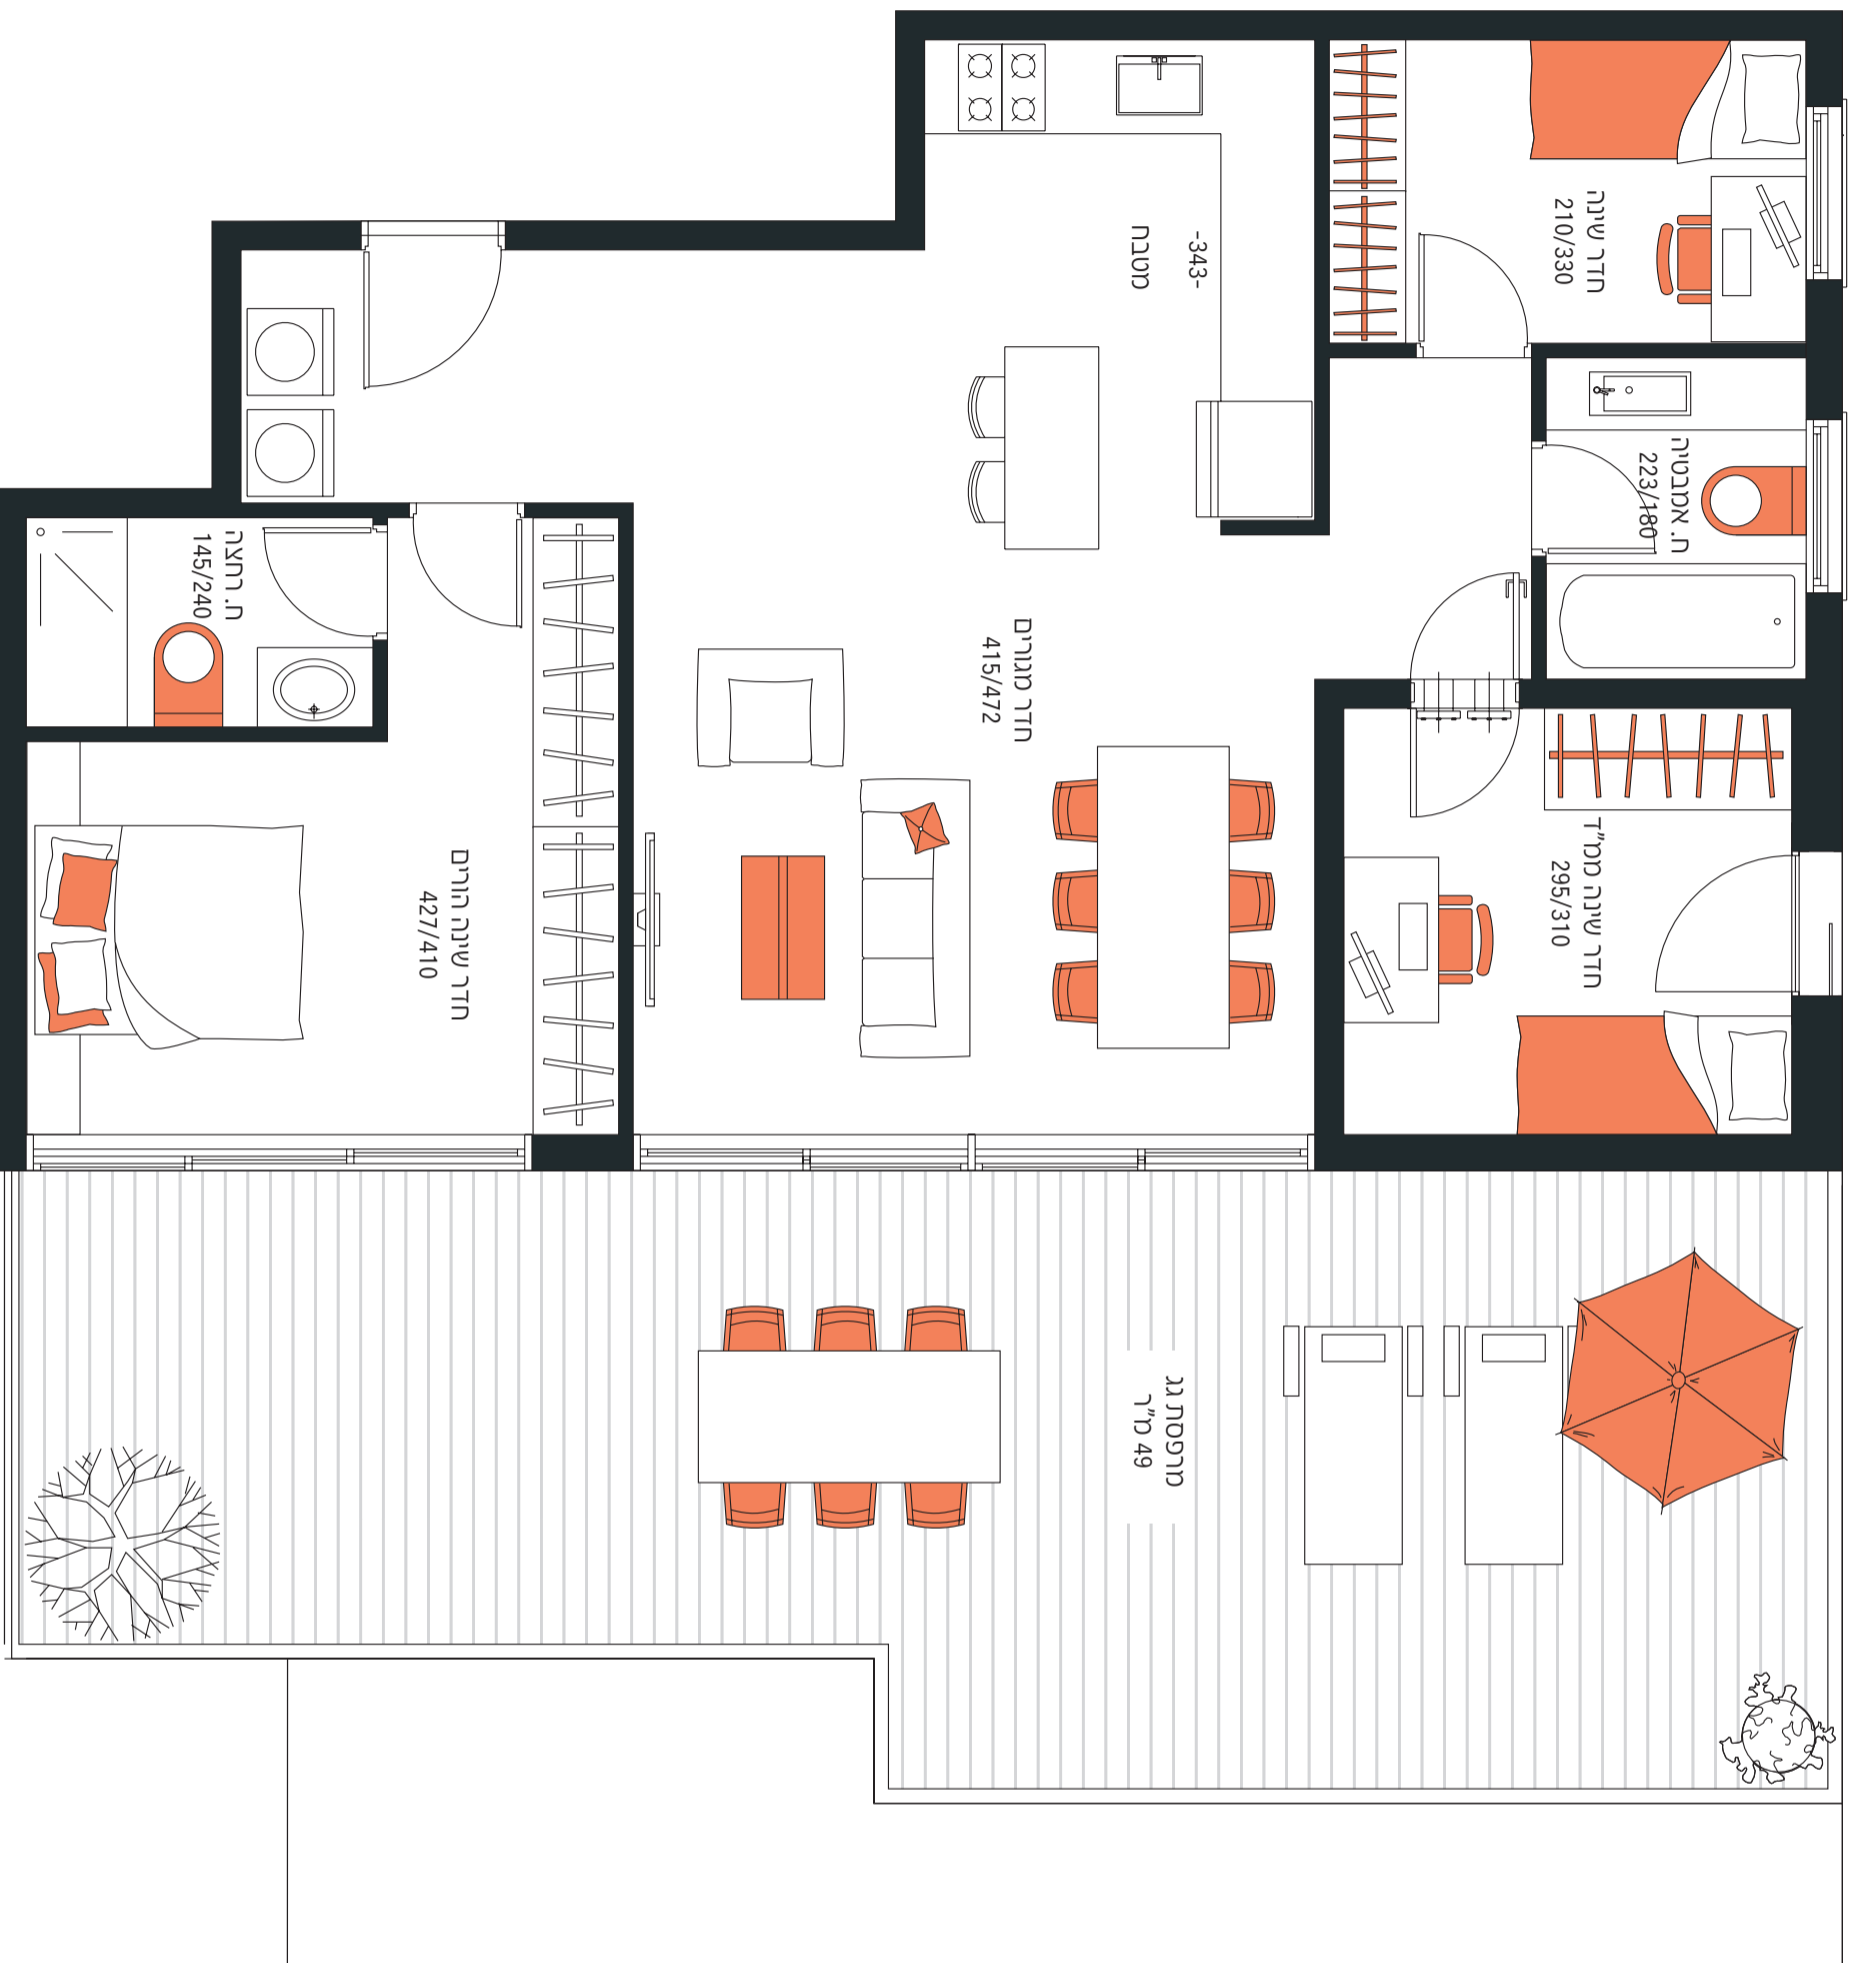 חדר שינה
210/330
-343-
מטבח
ח. אמבטיה
223/180
ח. רחצה
145/240
חדר מגורים
415/472
חדר שינה ממ"ד
295/310
חדר שינה הורים
427/410
מרפסת גג
49 מ"ר